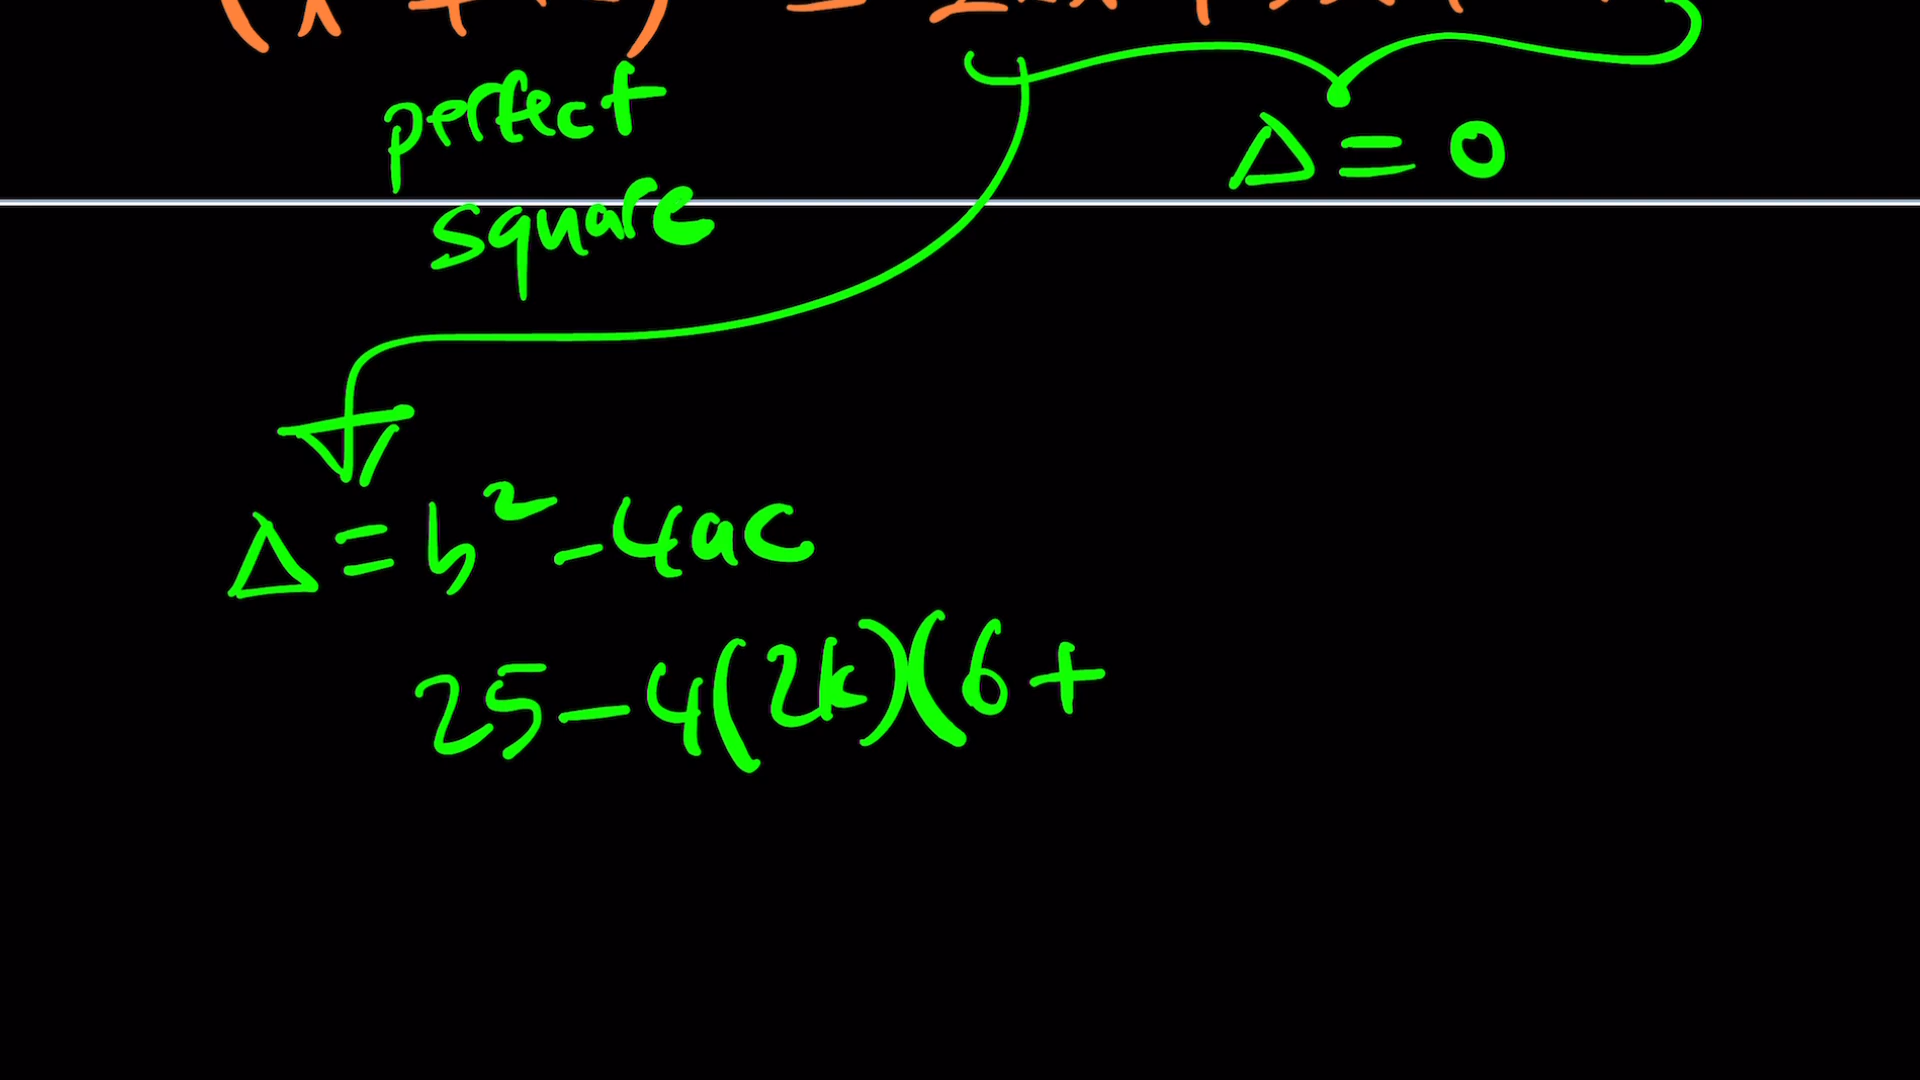 perfect
Δ = 0
square
Δ = b² - 4ac
25 - 4(2k)(6 +